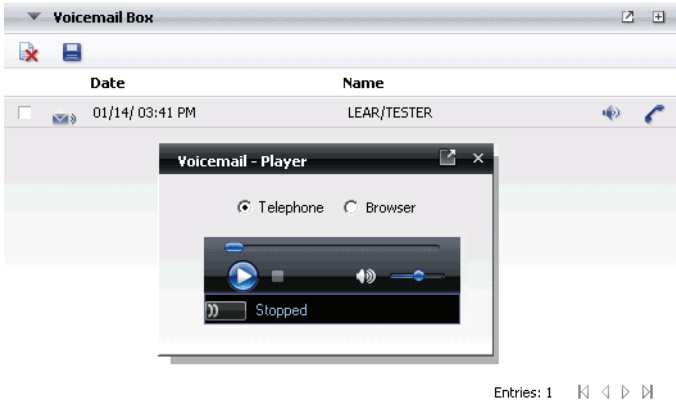 Voicemail Box
Date Name
01/14/ 03:41 PM LEAR/TESTER
Voicemail - Player
Telephone Browser
Stopped
Entries: 1